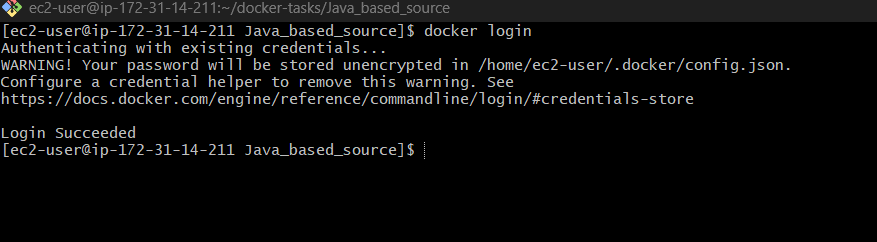 ec2-user@ip-172-31-14-211:~/docker-tasks/Java_based_source
[ec2-user@ip-172-31-14-211 Java_based_source]$ docker login
Authenticating with existing credentials...
WARNING! Your password will be stored unencrypted in /home/ec2-user/.docker/config.json.
Configure a credential helper to remove this warning. See
https://docs.docker.com/engine/reference/commandline/login/#credentials-store
Login Succeeded
[ec2-user@ip-172-31-14-211 Java_based_source]$